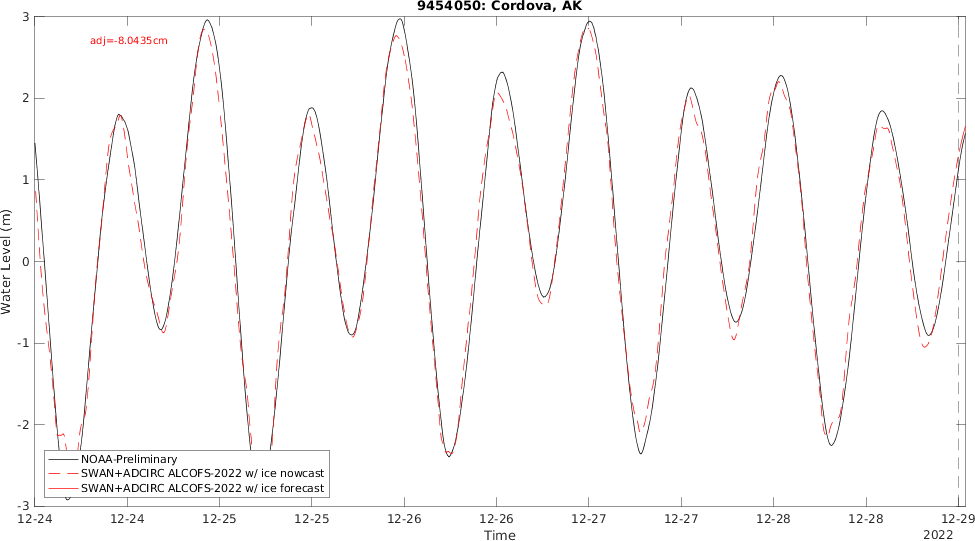 9454050: Cordova, AK
adj=-8.0435cm
3
2
1
0
-1
-2
-3
Water Level (m)
NOAA-Preliminary
SWAN+ADCIRC ALCOFS-2022 w/ ice nowcast
SWAN+ADCIRC ALCOFS-2022 w/ ice forecast
12-24 12-24 12-25 12-25 12-26 12-26 12-27 12-27 12-28 12-28 12-29
Time
2022